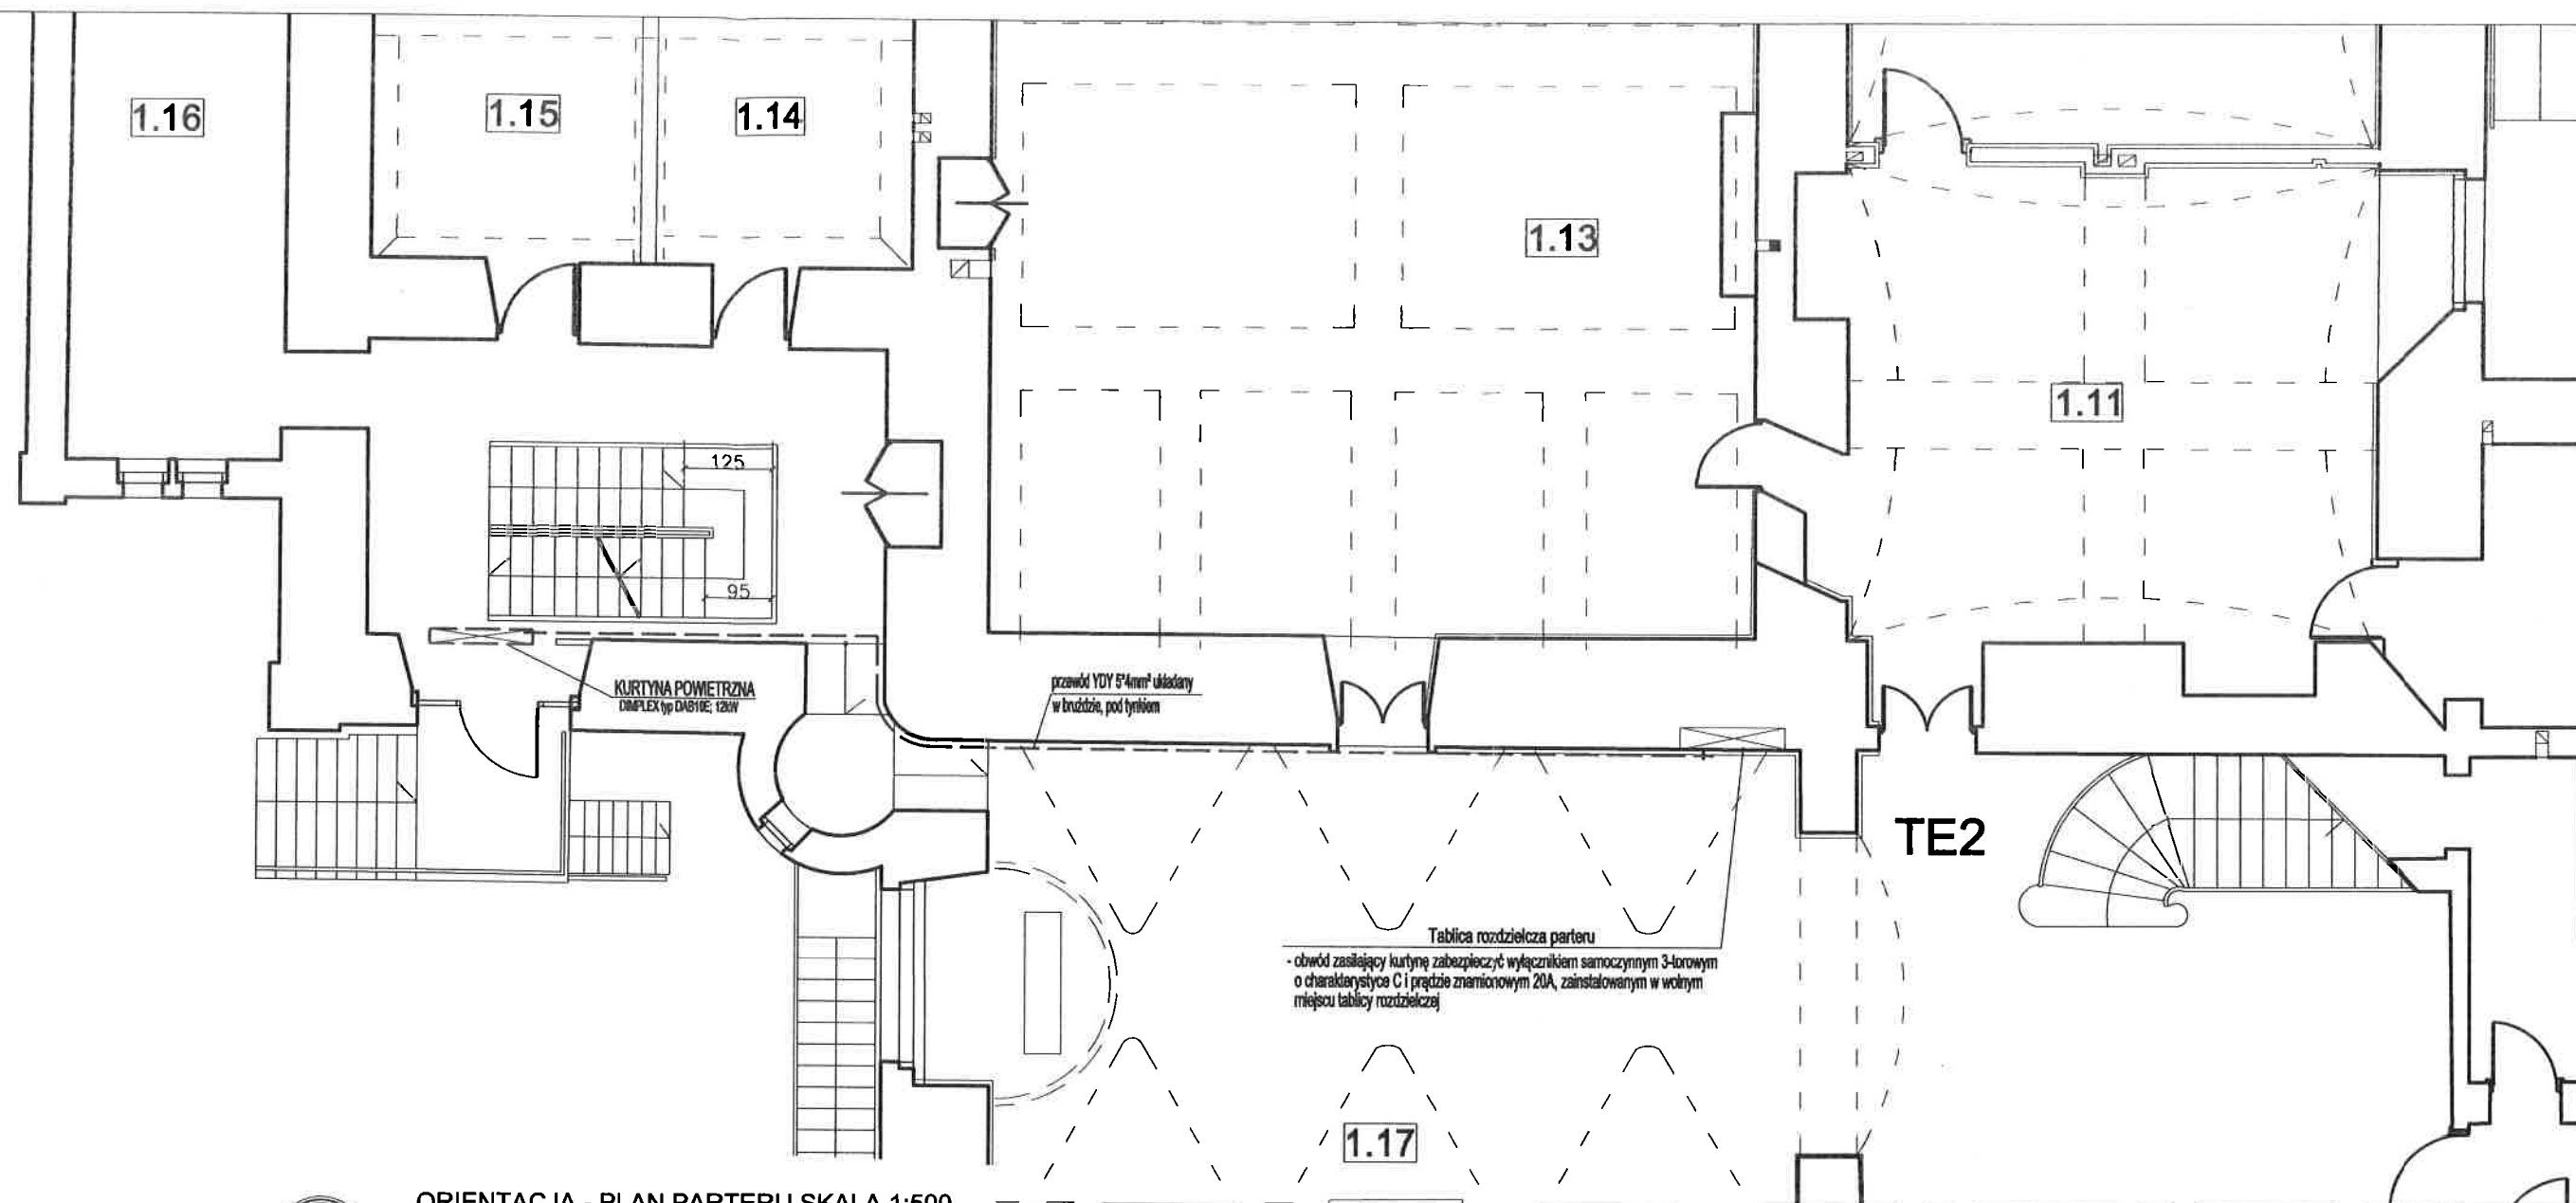 1.16
1.15
1.14
1.13
1.11
125
95
KURTYNA POWIETRZNA
DIMPLEX typ DAB10E; 12kW
przewód YDY 5*4mm² układany
w bruździe, pod tynkiem
TE2
Tablica rozdzielcza parteru
- obwód zasilający kurtynę zabezpieczyć wyłącznikiem samoczynnym 3-torowym
o charakterystyce C i prądzie znamionowym 20A, zainstalowanym w wolnym
miejscu tablicy rozdzielczej
1.17
ORIENTACJA - PLAN PARTERU SKALA 1:500